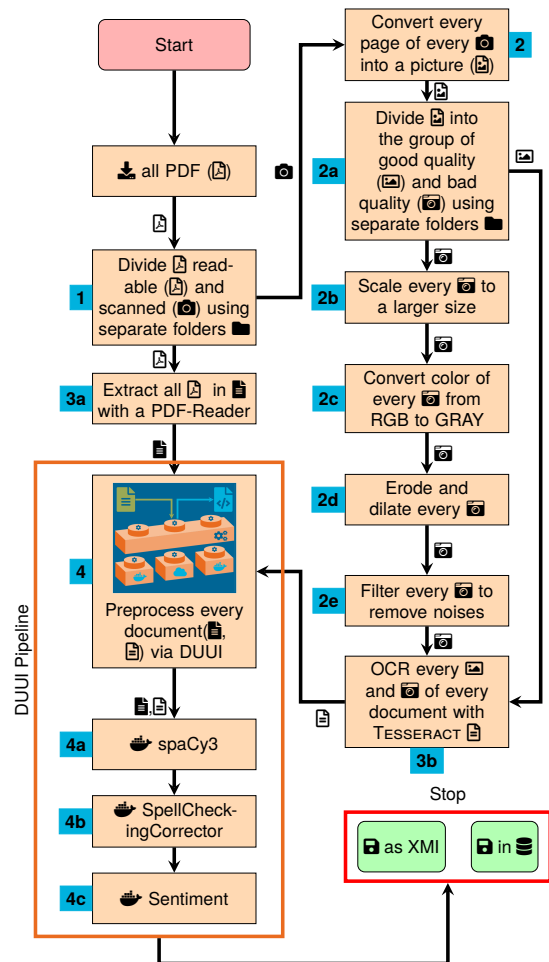 Start
all PDF ( )
1
Divide read-
able ( ) and
scanned ( ) using
separate folders
3a
Extract all in
with a PDF-Reader
DUUI Pipeline
4
Preprocess every
document( ,
) via DUUI
,
4a
spaCy3
4b
SpellCheck-
ingCorrector
4c
Sentiment
Convert every
page of every
into a picture ( )
2
2a
Divide into
the group of
good quality
( ) and bad
quality ( ) using
separate folders
2b
Scale every to
a larger size
2c
Convert color of
every from
RGB to GRAY
2d
Erode and
dilate every
2e
Filter every to
remove noises
OCR every
and of every
document with
TESSERACT
3b
Stop
as XMI
in